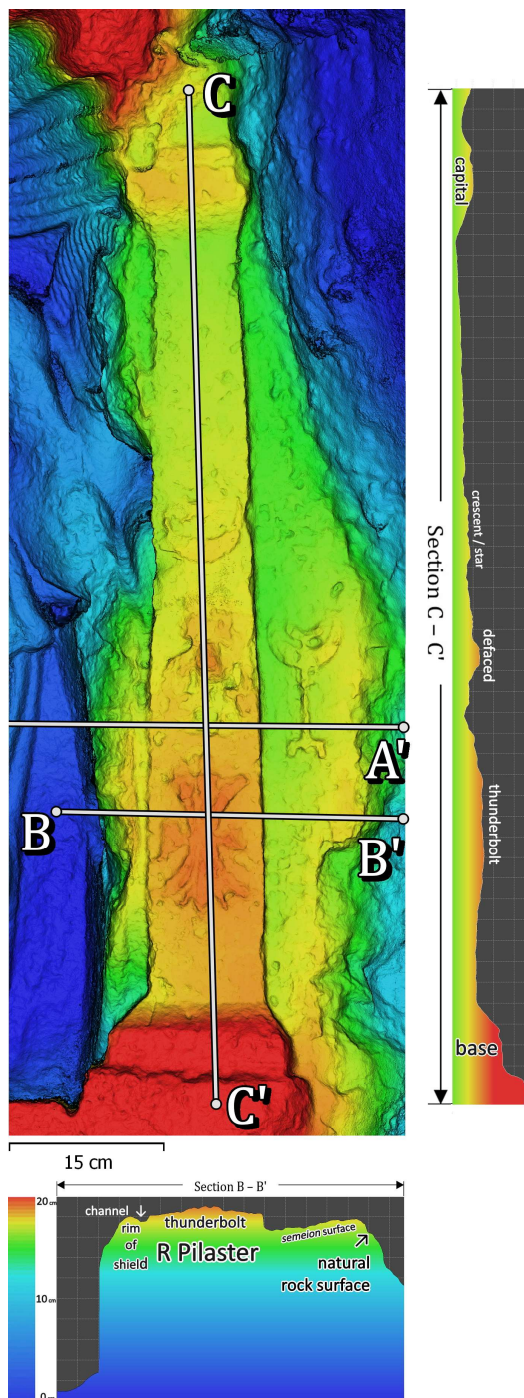 C
capital
crescent / star
Section C – C'
defaced
A'
B
B'
thunderbolt
base
C'
15 cm
Section B – B'
20 cm
channel
thunderbolt
rim
of
shield
R Pilaster
semeion surface
natural
rock surface
10 cm
0 cm